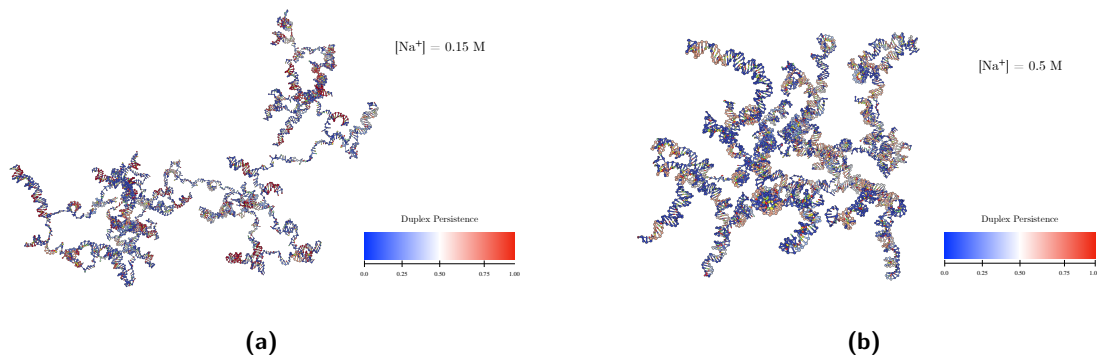 [Na⁺] = 0.15 M
Duplex Persistence
0.0 0.25 0.50 0.75 1.00
(a)
[Na⁺] = 0.5 M
Duplex Persistence
0.0 0.25 0.50 0.75 1.0
(b)